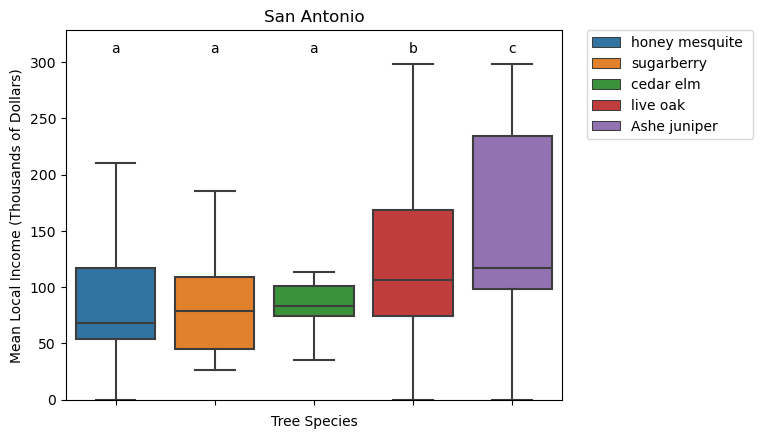 San Antonio
a a a b c
300
250
200
150
100
50
0
Mean Local Income (Thousands of Dollars)
Tree Species
honey mesquite
sugarberry
cedar elm
live oak
Ashe juniper